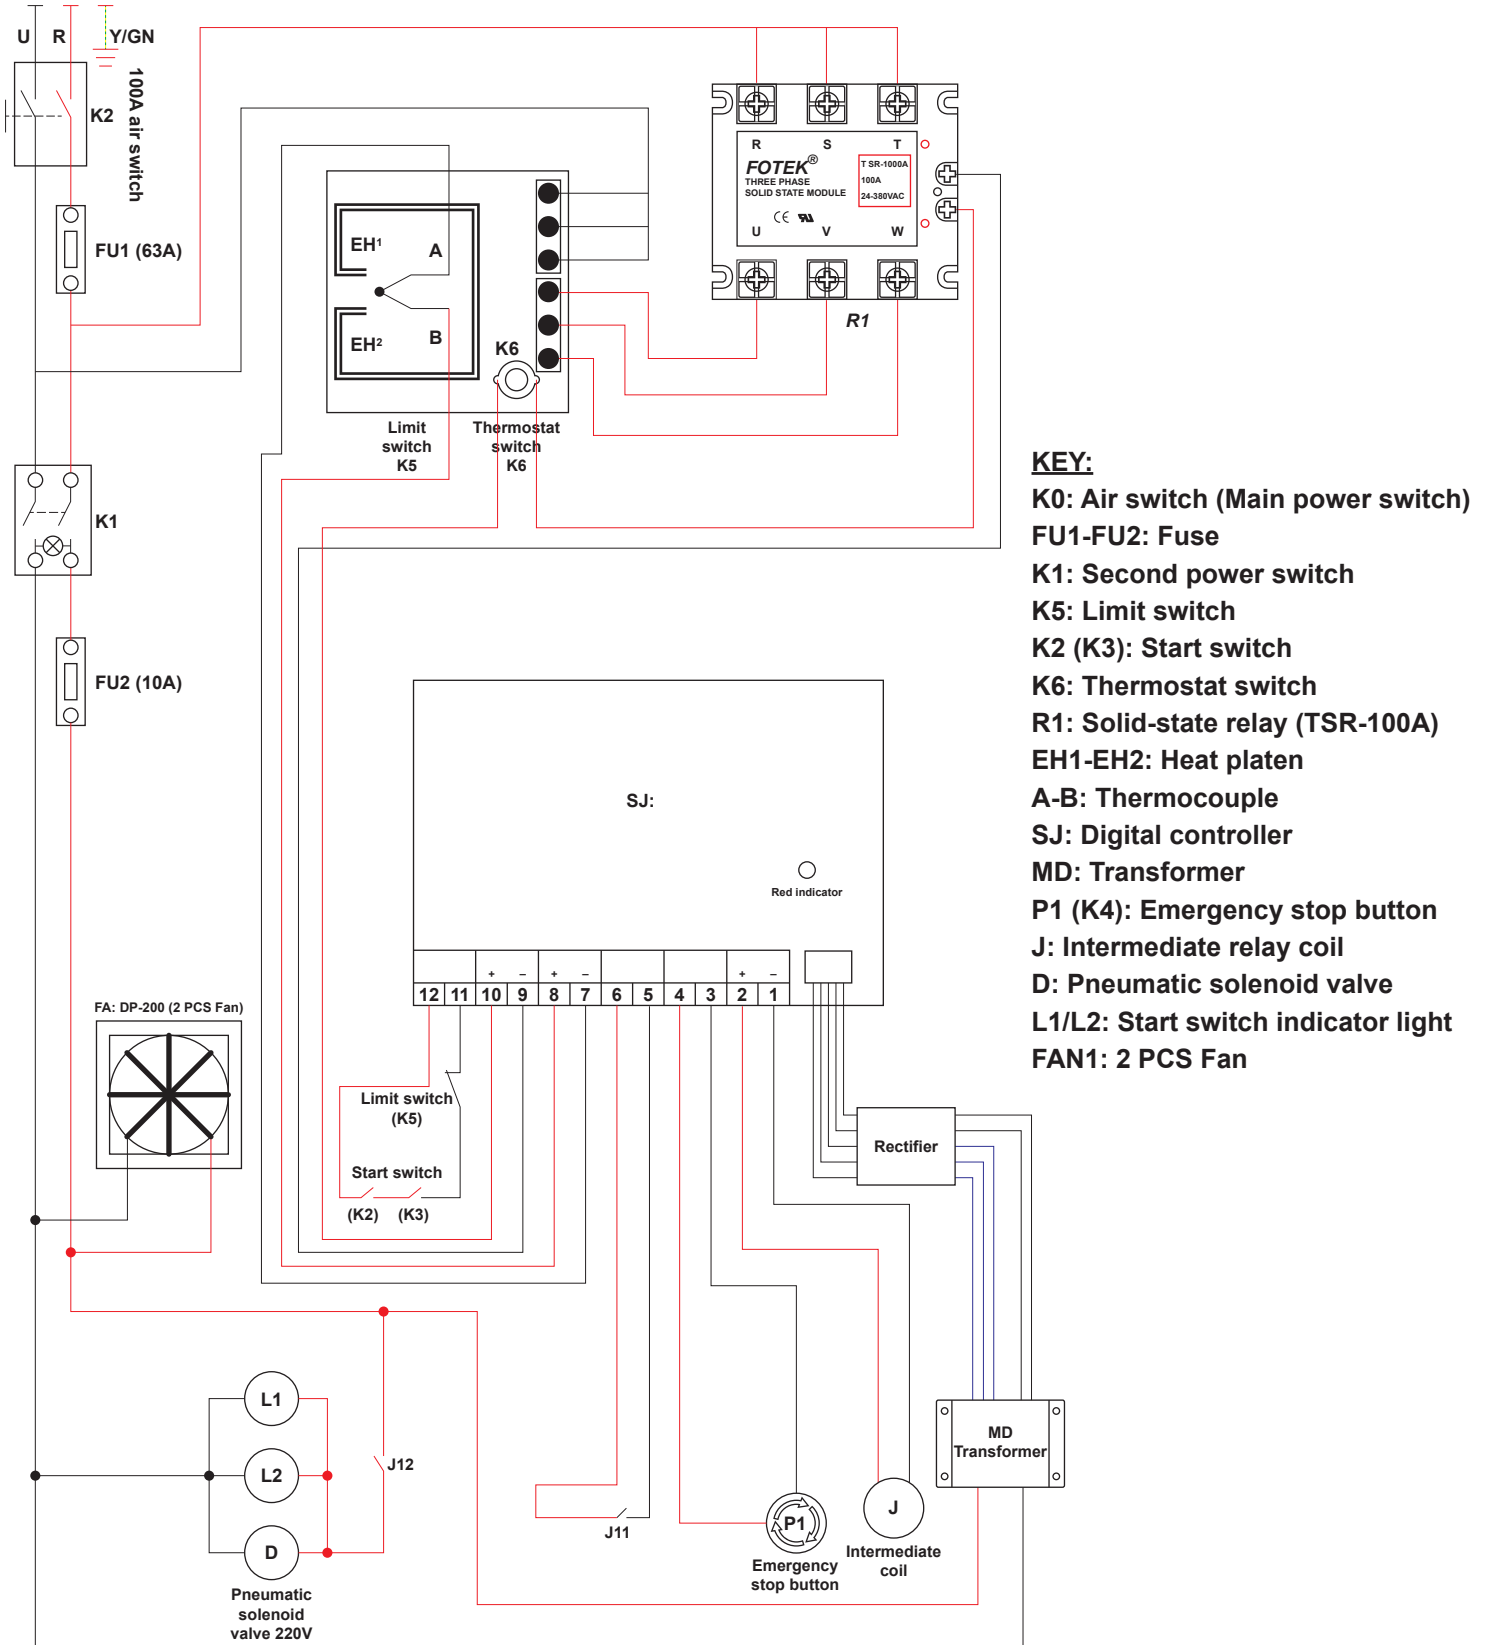 U
R
Y/GN
100A air switch
K2
FU1 (63A)
K1
FU2 (10A)
EH1
A
EH2
B
K6
Limit
switch
K5
Thermostat
switch
K6
R
S
T
FOTEK®
THREE PHASE
SOLID STATE MODULE
T SR-1000A
100A
24-380VAC
CE
U
V
W
R1
KEY:
K0: Air switch (Main power switch)
FU1-FU2: Fuse
K1: Second power switch
K5: Limit switch
K2 (K3): Start switch
K6: Thermostat switch
R1: Solid-state relay (TSR-100A)
EH1-EH2: Heat platen
A-B: Thermocouple
SJ: Digital controller
MD: Transformer
P1 (K4): Emergency stop button
J: Intermediate relay coil
D: Pneumatic solenoid valve
L1/L2: Start switch indicator light
FAN1: 2 PCS Fan
SJ:
Red indicator
+ – + – + –
12 11 10 9 8 7 6 5 4 3 2 1
FA: DP-200 (2 PCS Fan)
Limit switch
(K5)
Start switch
(K2) (K3)
Rectifier
MD
Transformer
L1
L2
D
Pneumatic
solenoid
valve 220V
J12
J11
P1
Emergency
stop button
J
Intermediate
coil